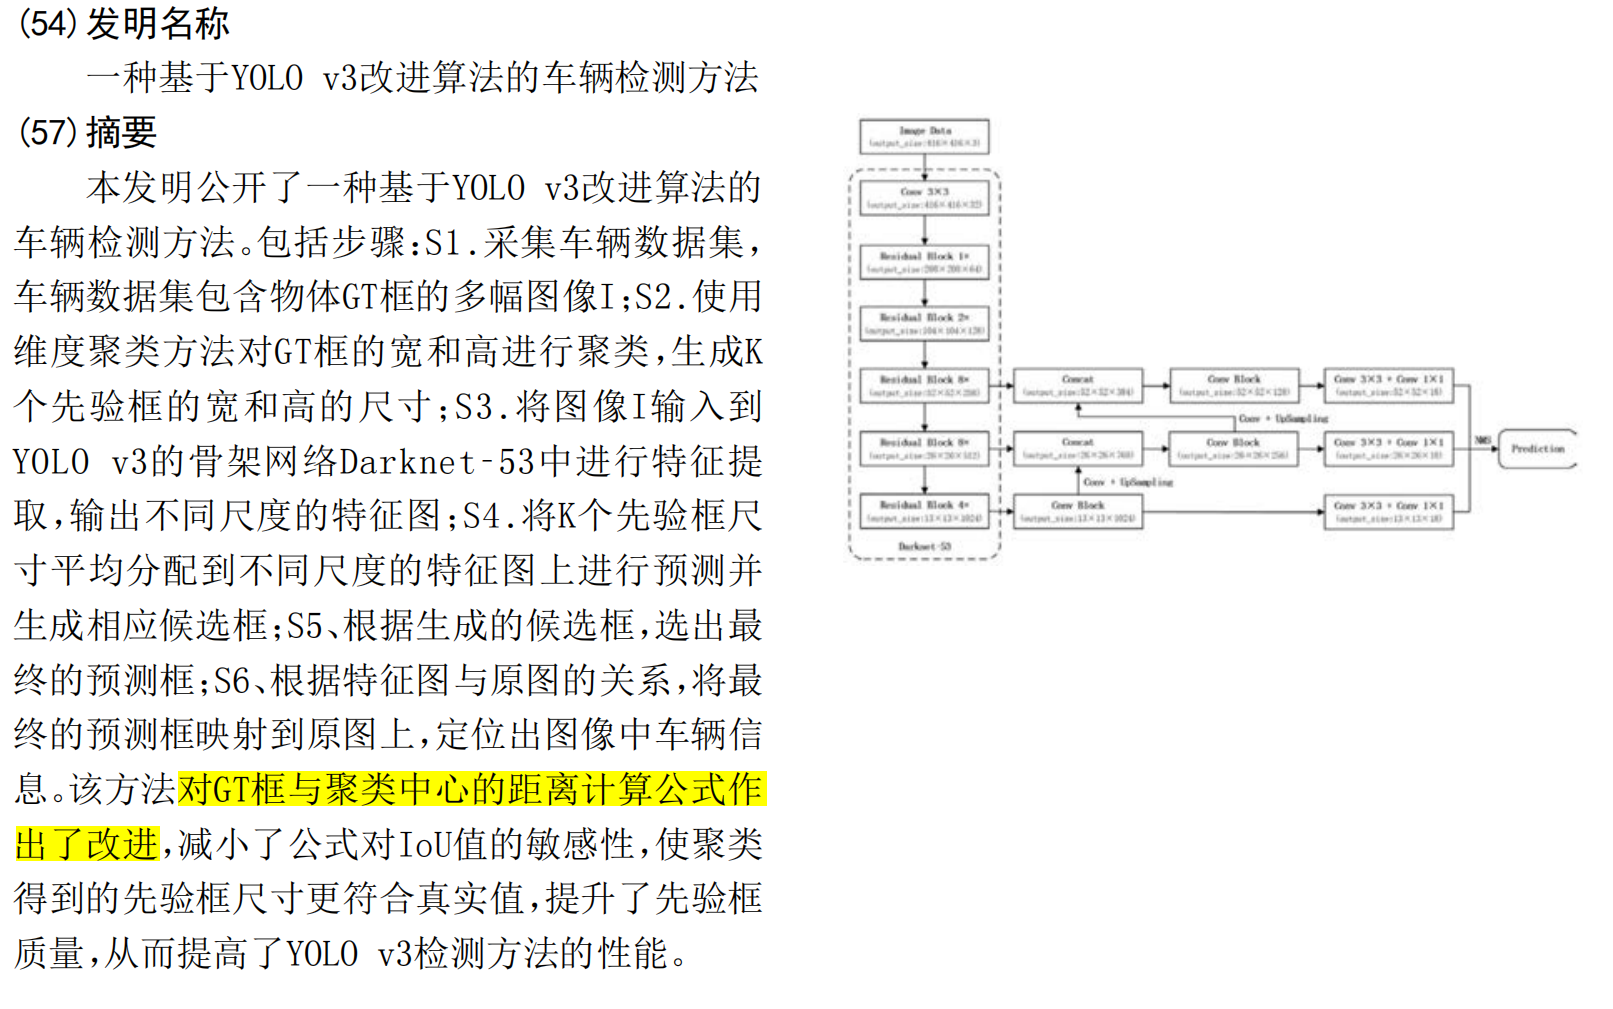 (54)发明名称
一种基于YOLO v3改进算法的车辆检测方法
(57)摘要
本发明公开了一种基于YOLO v3改进算法的
车辆检测方法。包括步骤:S1.采集车辆数据集,
车辆数据集包含物体GT框的多幅图像I;S2.使用
维度聚类方法对GT框的宽和高进行聚类,生成K
个先验框的宽和高的尺寸;S3.将图像I输入到
YOLO v3的骨架网络Darknet-53中进行特征提
取,输出不同尺度的特征图;S4.将K个先验框尺
寸平均分配到不同尺度的特征图上进行预测并
生成相应候选框;S5、根据生成的候选框,选出最
终的预测框;S6、根据特征图与原图的关系,将最
终的预测框映射到原图上,定位出图像中车辆信
息。该方法对GT框与聚类中心的距离计算公式作
出了改进,减小了公式对IoU值的敏感性,使聚类
得到的先验框尺寸更符合真实值,提升了先验框
质量,从而提高了YOLO v3检测方法的性能。
Image Data
(output_size:416×416×3)
Conv 3×3
(output_size:416×416×32)
Residual Block 1×
(output_size:208×208×64)
Residual Block 2×
(output_size:104×104×128)
Residual Block 8×
(output_size:52×52×256)
Concat
(output_size:52×52×384)
Conv Block
(output_size:52×52×128)
Conv 3×3 + Conv 1×1
(output_size:52×52×18)
Conv + UpSampling
Residual Block 8×
(output_size:26×26×512)
Concat
(output_size:26×26×768)
Conv Block
(output_size:26×26×256)
Conv 3×3 + Conv 1×1
(output_size:26×26×18)
NMS
Prediction
Conv + UpSampling
Residual Block 4×
(output_size:13×13×1024)
Conv Block
(output_size:13×13×1024)
Conv 3×3 + Conv 1×1
(output_size:13×13×18)
Darknet-53